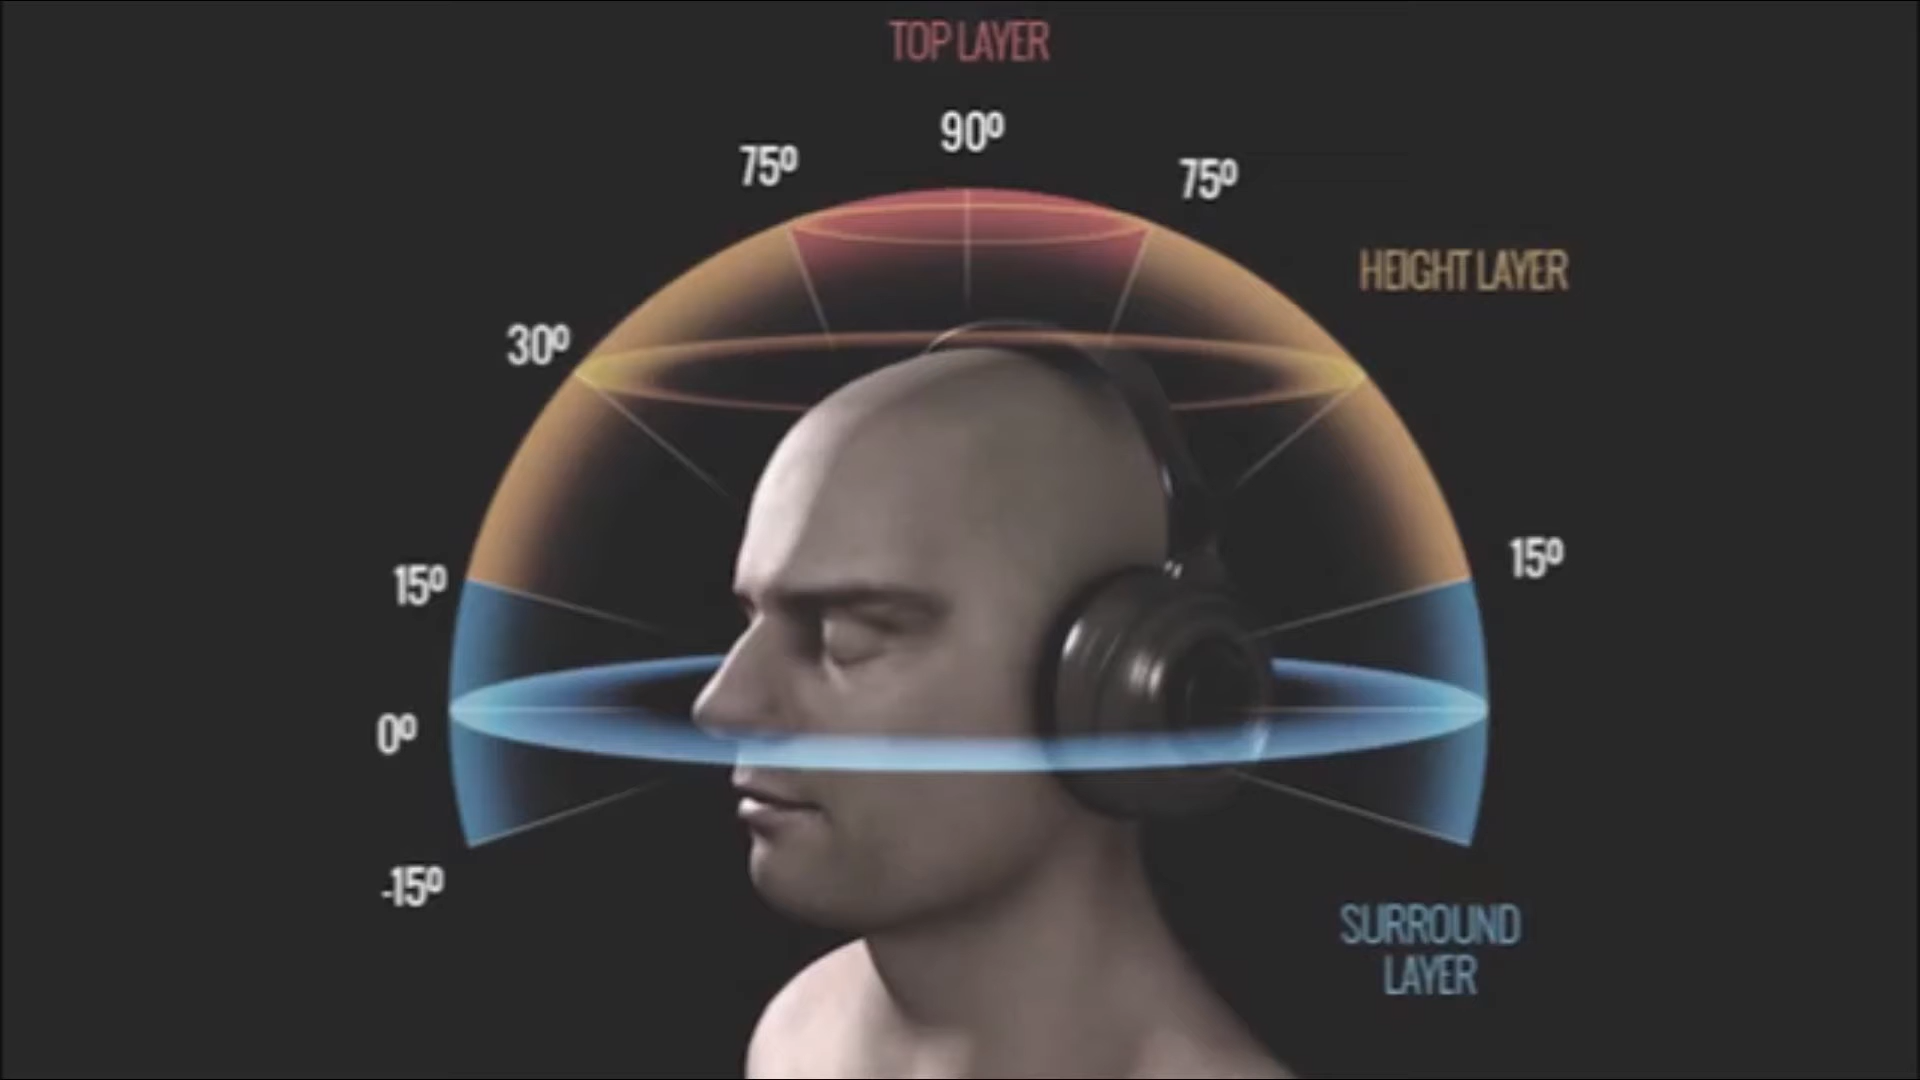 TOP LAYER
90º
75º
75º
HEIGHT LAYER
30º
15º
15º
0º
-15º
SURROUND
LAYER